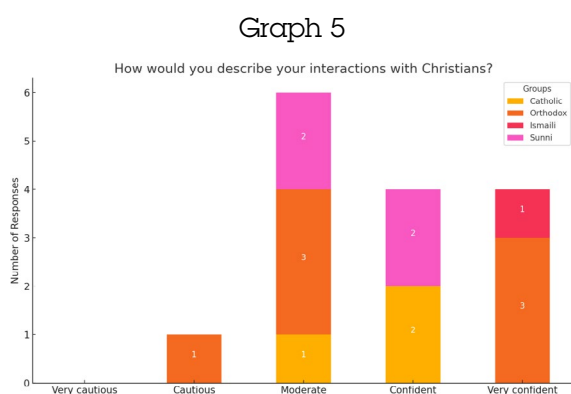 Graph 5
How would you describe your interactions with Christians?
Groups
Catholic
Orthodox
Ismaili
Sunni
Number of Responses
6
5
4
3
2
1
0
1
1
3
2
2
2
3
1
Very cautious
Cautious
Moderate
Confident
Very confident